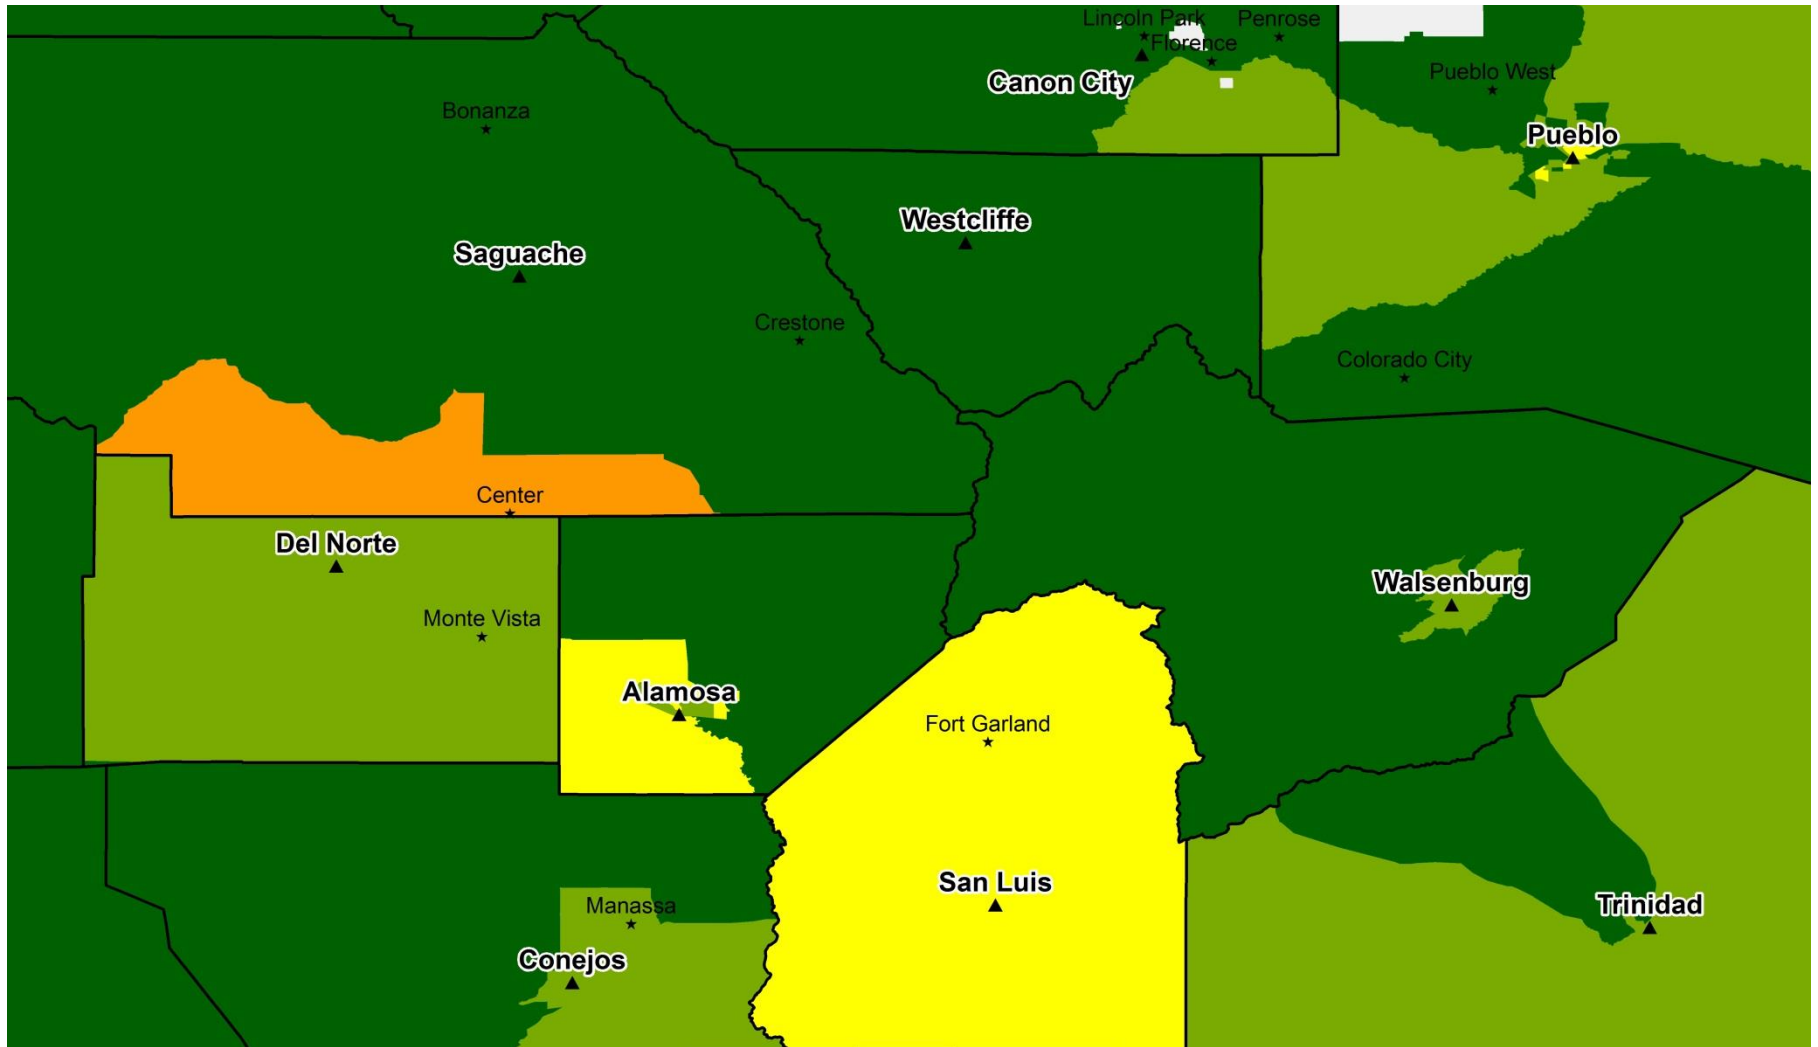 Lincoln Park
Penrose
Florence
Canon City
Pueblo West
Bonanza
Pueblo
Westcliffe
Saguache
Crestone
Colorado City
Center
Del Norte
Walsenburg
Monte Vista
Alamosa
Fort Garland
San Luis
Manassa
Trinidad
Conejos